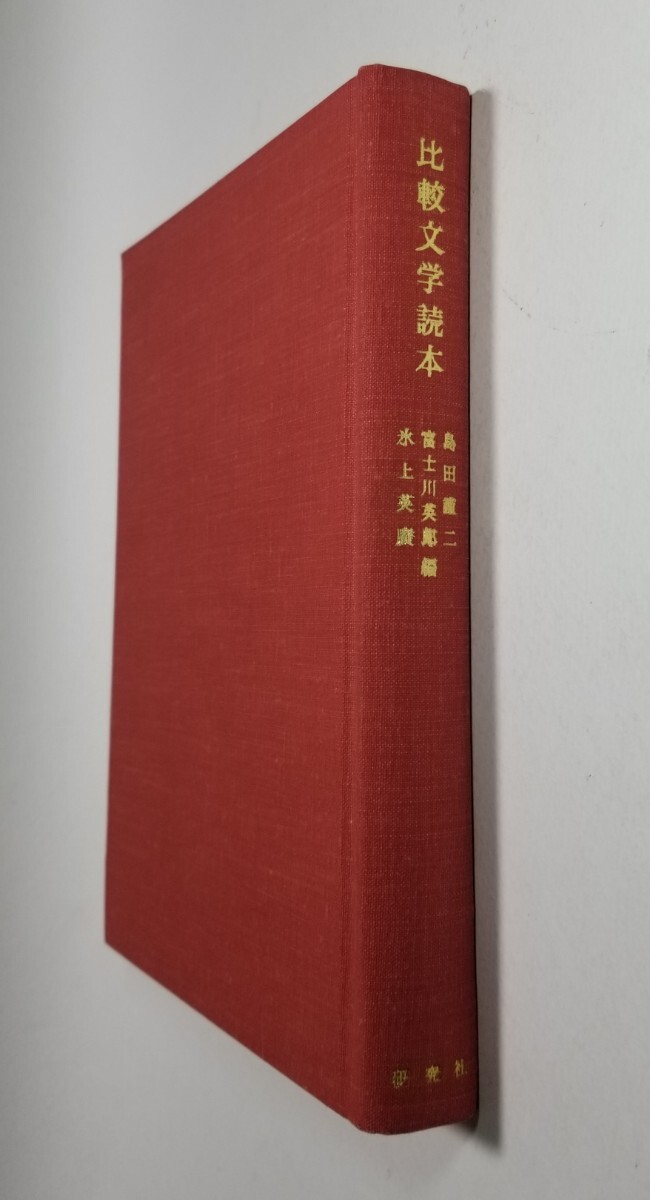 比較文学読本
島田謹二
富士川英郎編
氷上英廣
研究社